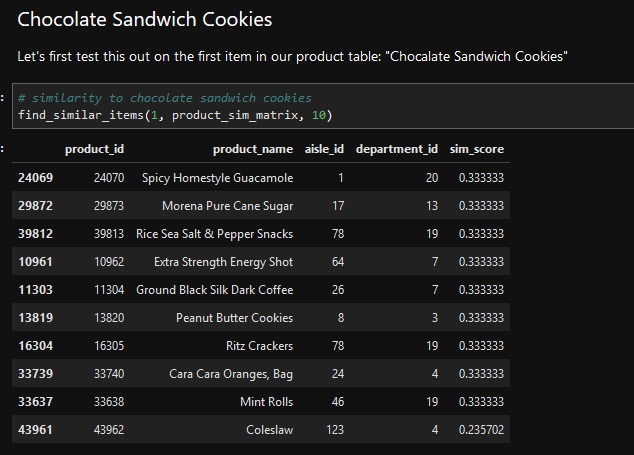 Chocolate Sandwich Cookies
Let's first test this out on the first item in our product table: "Chocalate Sandwich Cookies"
# similarity to chocolate sandwich cookies
find_similar_items(1, product_sim_matrix, 10)
product_id product_name aisle_id department_id sim_score
24069 24070 Spicy Homestyle Guacamole 1 20 0.333333
29872 29873 Morena Pure Cane Sugar 17 13 0.333333
39812 39813 Rice Sea Salt & Pepper Snacks 78 19 0.333333
10961 10962 Extra Strength Energy Shot 64 7 0.333333
11303 11304 Ground Black Silk Dark Coffee 26 7 0.333333
13819 13820 Peanut Butter Cookies 8 3 0.333333
16304 16305 Ritz Crackers 78 19 0.333333
33739 33740 Cara Cara Oranges, Bag 24 4 0.333333
33637 33638 Mint Rolls 46 19 0.333333
43961 43962 Coleslaw 123 4 0.235702